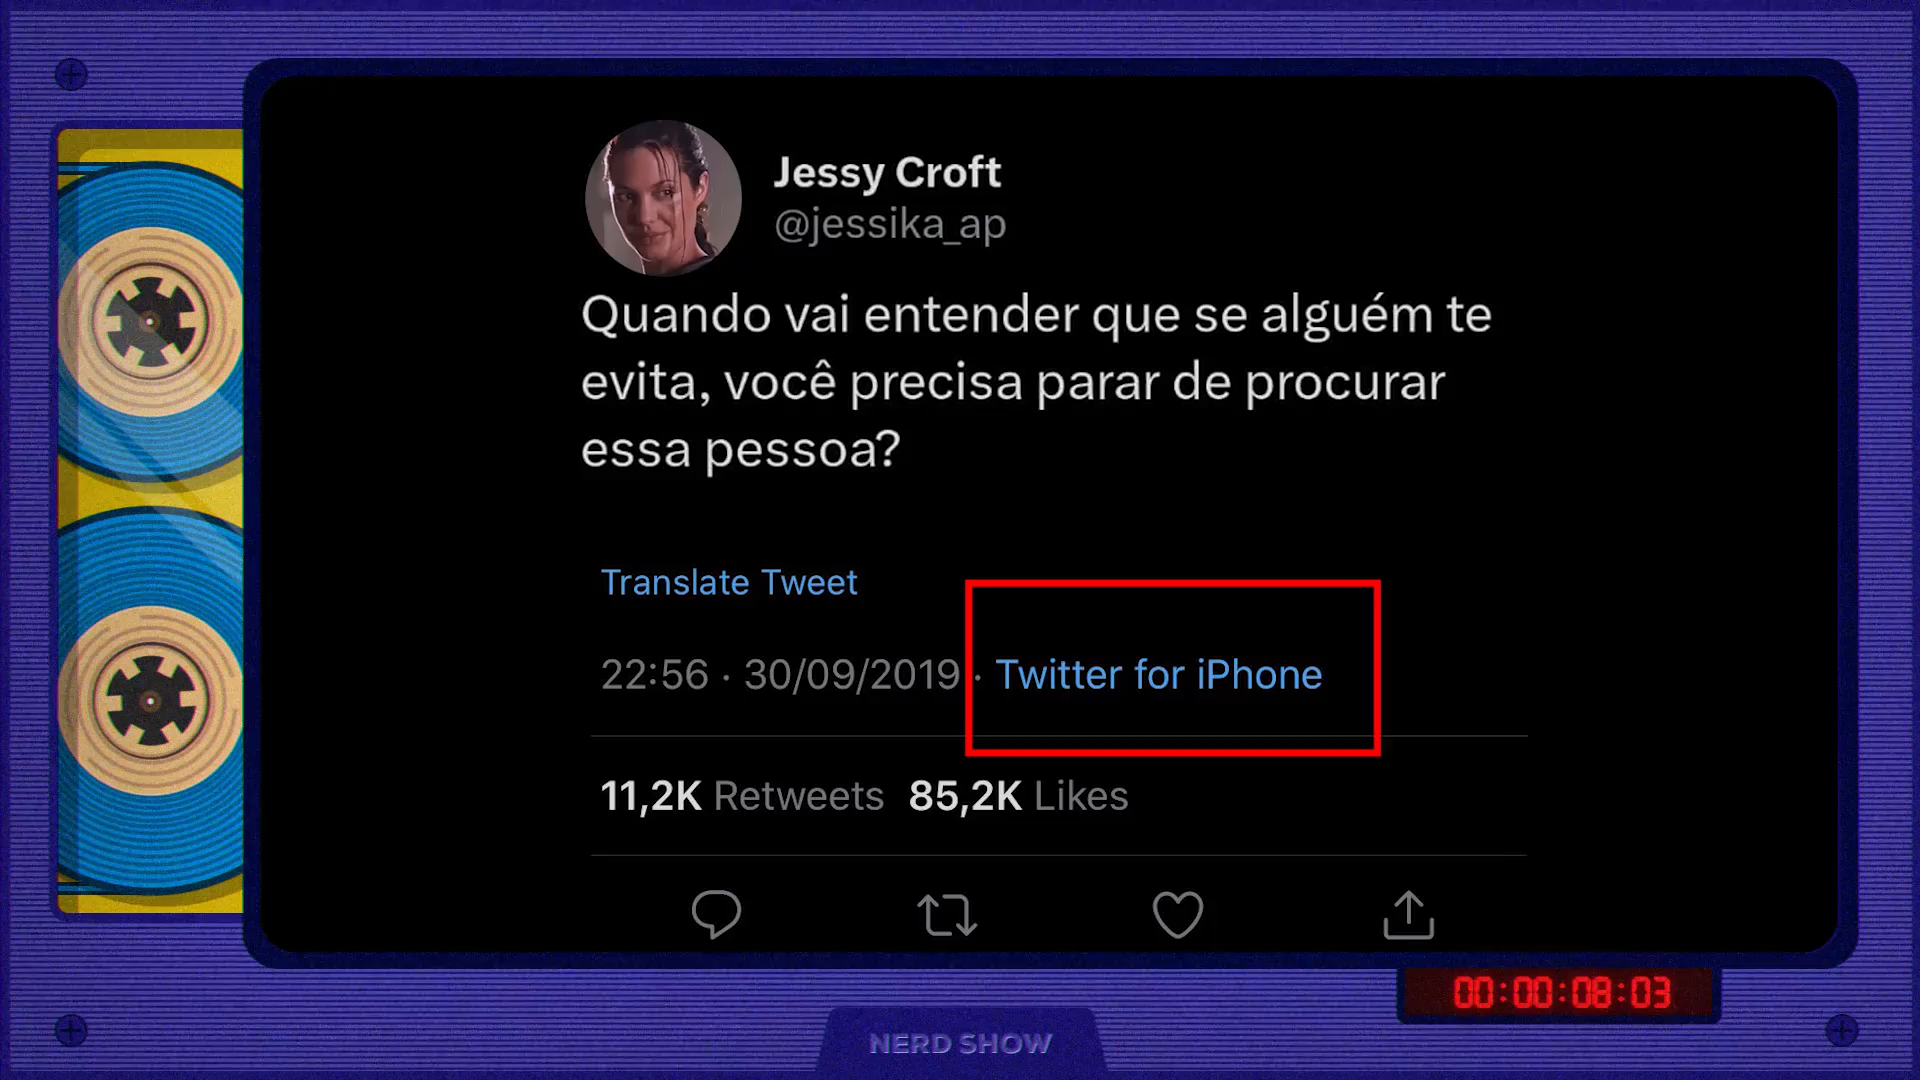 Jessy Croft
@jessika_ap
Quando vai entender que se alguém te
evita, você precisa parar de procurar
essa pessoa?
Translate Tweet
22:56 · 30/09/2019 · Twitter for iPhone
11,2K Retweets 85,2K Likes
00:00:08:03
NERD SHOW